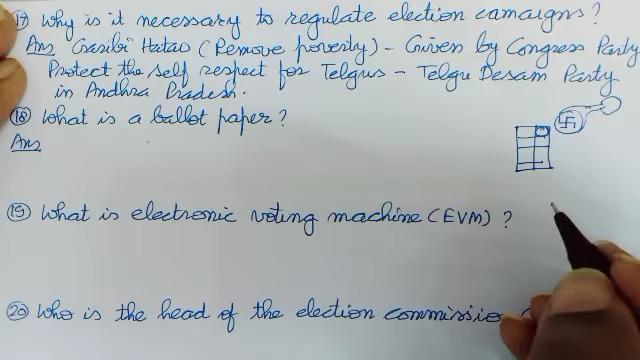 17) Why is it necessary to regulate election camaigns?
Ans Garibi Hatao (Remove poverty) - Given by Congress Party
Protect the self respect for Telgus - Telgu Desam Party
in Andhra Pradesh.
18) What is a ballot paper?
Ans
19) What is electronic voting machine (EVM)?
20) Who is the head of the election commissio